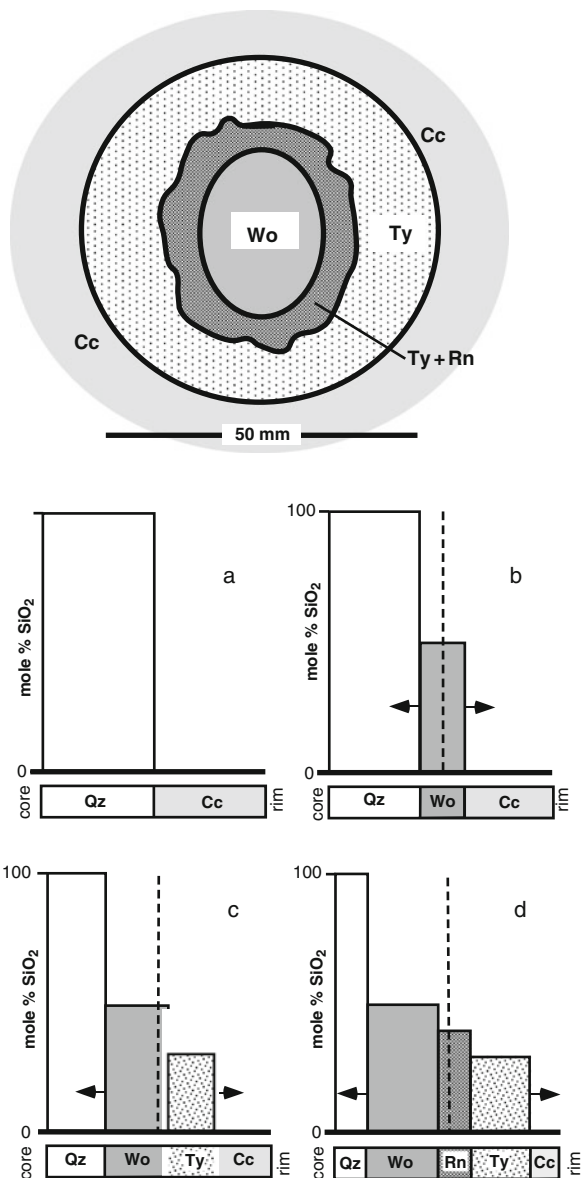 Cc
Wo
Ty
Cc
Ty + Rn
50 mm
a
mole % SiO2
0
core
Qz
Cc
rim
b
100
mole % SiO2
0
core
Qz
Wo
Cc
rim
c
100
mole % SiO2
0
core
Qz
Wo
Ty
Cc
rim
d
100
mole % SiO2
0
core
Qz
Wo
Rn
Ty
Cc
rim